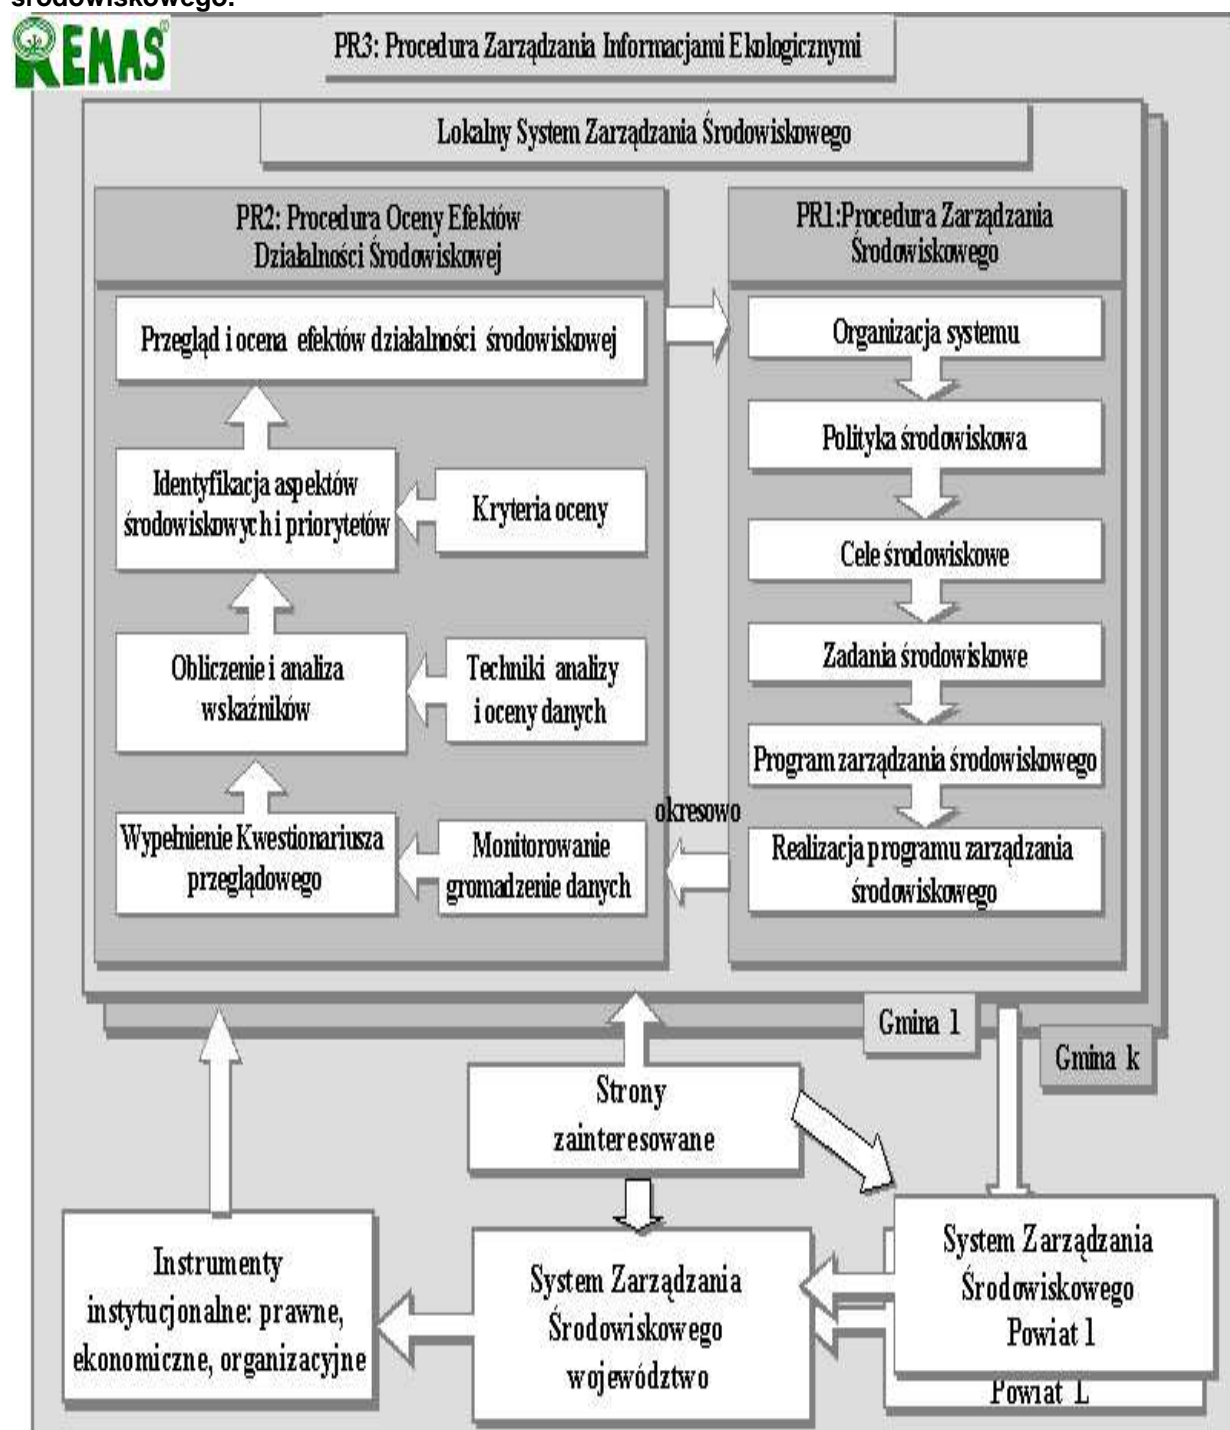 środowiskowego.
REMAS®
PR3: Procedura Zarządzania Informacjami Ekologicznymi
Lokalny System Zarządzania Środowiskowego
PR2: Procedura Oceny Efektów
Działalności Środowiskowej
Przegląd i ocena efektów działalności środowiskowej
Identyfikacja aspektów
środowiskowych i priorytetów
Kryteria oceny
Obliczenie i analiza
wskaźników
Techniki analizy
i oceny danych
Wypełnienie Kwestionariusza
przeglądowego
Monitorowanie
gromadzenie danych
okresowo
PR1:Procedura Zarządzania
Środowiskowego
Organizacja systemu
Polityka środowiskowa
Cele środowiskowe
Zadania środowiskowe
Program zarządzania środowiskowego
Realizacja programu zarządzania
środowiskowego
Gmina 1
Gmina k
Strony
zainteresowane
Instrumenty
instytucjonalne: prawne,
ekonomiczne, organizacyjne
System Zarządzania
Środowiskowego
województwo
System Zarządzania
Środowiskowego
Powiat 1
Powiat L